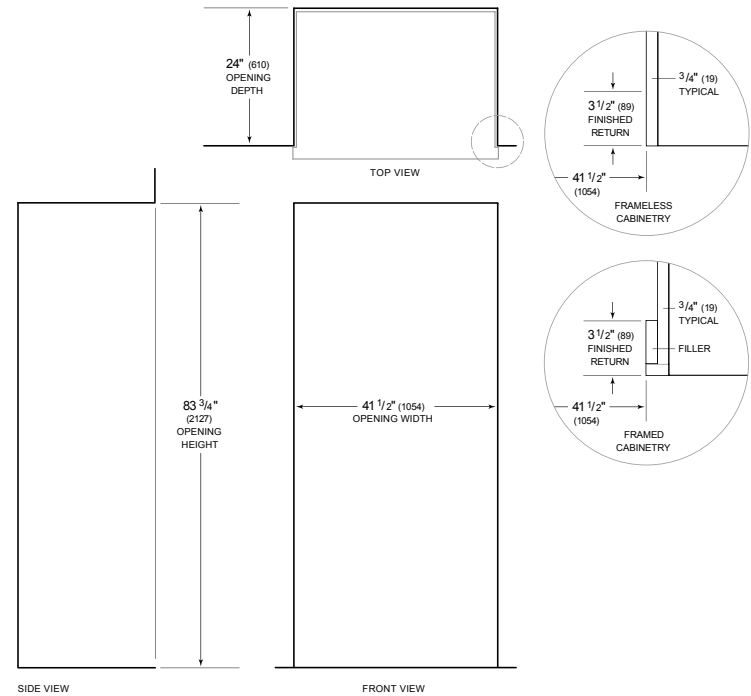 24" (610)
OPENING
DEPTH
TOP VIEW
3/4" (19)
TYPICAL
3 1/2" (89)
FINISHED
RETURN
41 1/2"
(1054)
FRAMELESS
CABINETRY
3/4" (19)
TYPICAL
3 1/2" (89)
FINISHED
RETURN
FILLER
41 1/2"
(1054)
FRAMED
CABINETRY
83 3/4"
(2127)
OPENING
HEIGHT
41 1/2" (1054)
OPENING WIDTH
SIDE VIEW
FRONT VIEW